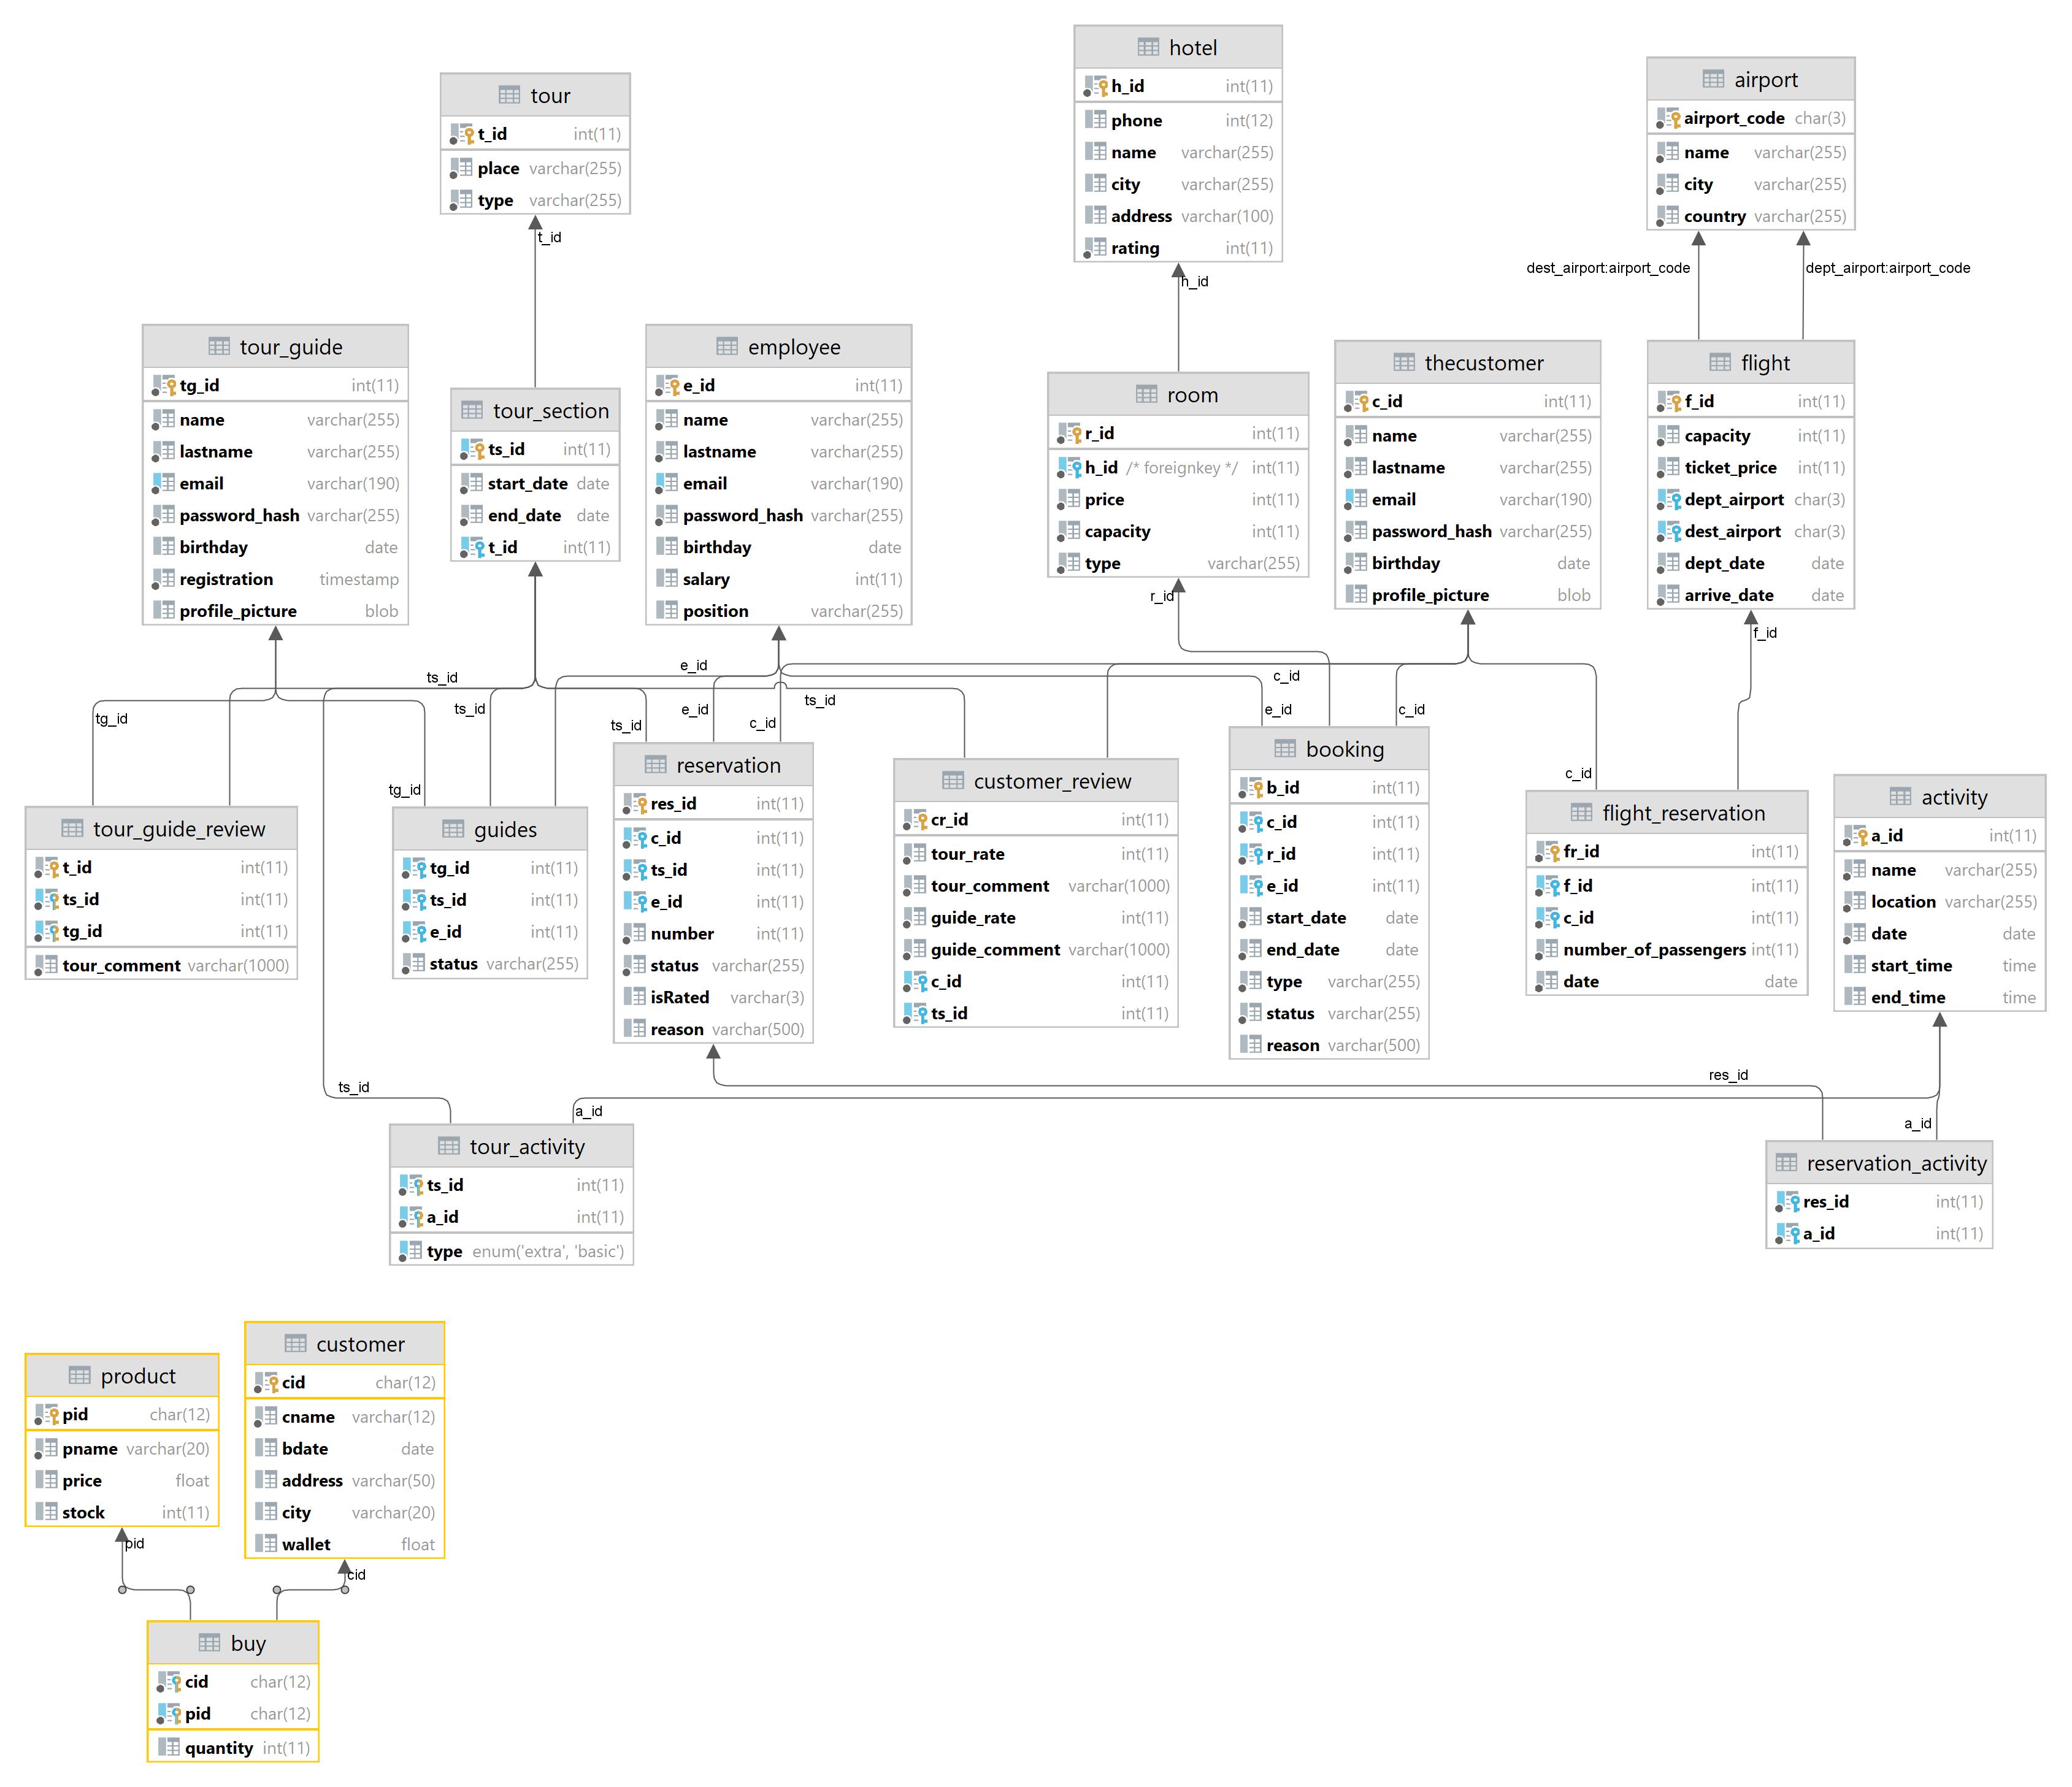 hotel
h_id int(11)
phone int(12)
name varchar(255)
city varchar(255)
address varchar(100)
rating int(11)
airport
airport_code char(3)
name varchar(255)
city varchar(255)
country varchar(255)
tour
t_id int(11)
place varchar(255)
type varchar(255)
t_id
h_id
dest_airport:airport_code
dept_airport:airport_code
tour_guide
tg_id int(11)
name varchar(255)
lastname varchar(255)
email varchar(190)
password_hash varchar(255)
birthday date
registration timestamp
profile_picture blob
tour_section
ts_id int(11)
start_date date
end_date date
t_id int(11)
employee
e_id int(11)
name varchar(255)
lastname varchar(255)
email varchar(190)
password_hash varchar(255)
birthday date
salary int(11)
position varchar(255)
room
r_id int(11)
h_id /* foreignkey */ int(11)
price int(11)
capacity int(11)
type varchar(255)
thecustomer
c_id int(11)
name varchar(255)
lastname varchar(255)
email varchar(190)
password_hash varchar(255)
birthday date
profile_picture blob
flight
f_id int(11)
capacity int(11)
ticket_price int(11)
dept_airport char(3)
dest_airport char(3)
dept_date date
arrive_date date
r_id
f_id
e_id
ts_id
c_id
tg_id
ts_id
ts_id
e_id
c_id
ts_id
e_id
c_id
c_id
tg_id
tour_guide_review
t_id int(11)
ts_id int(11)
tg_id int(11)
tour_comment varchar(1000)
guides
tg_id int(11)
ts_id int(11)
e_id int(11)
status varchar(255)
reservation
res_id int(11)
c_id int(11)
ts_id int(11)
e_id int(11)
number int(11)
status varchar(255)
isRated varchar(3)
reason varchar(500)
customer_review
cr_id int(11)
tour_rate int(11)
tour_comment varchar(1000)
guide_rate int(11)
guide_comment varchar(1000)
c_id int(11)
ts_id int(11)
booking
b_id int(11)
c_id int(11)
r_id int(11)
e_id int(11)
start_date date
end_date date
type varchar(255)
status varchar(255)
reason varchar(500)
flight_reservation
fr_id int(11)
f_id int(11)
c_id int(11)
number_of_passengers int(11)
date date
activity
a_id int(11)
name varchar(255)
location varchar(255)
date date
start_time time
end_time time
ts_id
a_id
res_id
a_id
tour_activity
ts_id int(11)
a_id int(11)
type enum('extra', 'basic')
reservation_activity
res_id int(11)
a_id int(11)
product
pid char(12)
pname varchar(20)
price float
stock int(11)
customer
cid char(12)
cname varchar(12)
bdate date
address varchar(50)
city varchar(20)
wallet float
pid
cid
buy
cid char(12)
pid char(12)
quantity int(11)